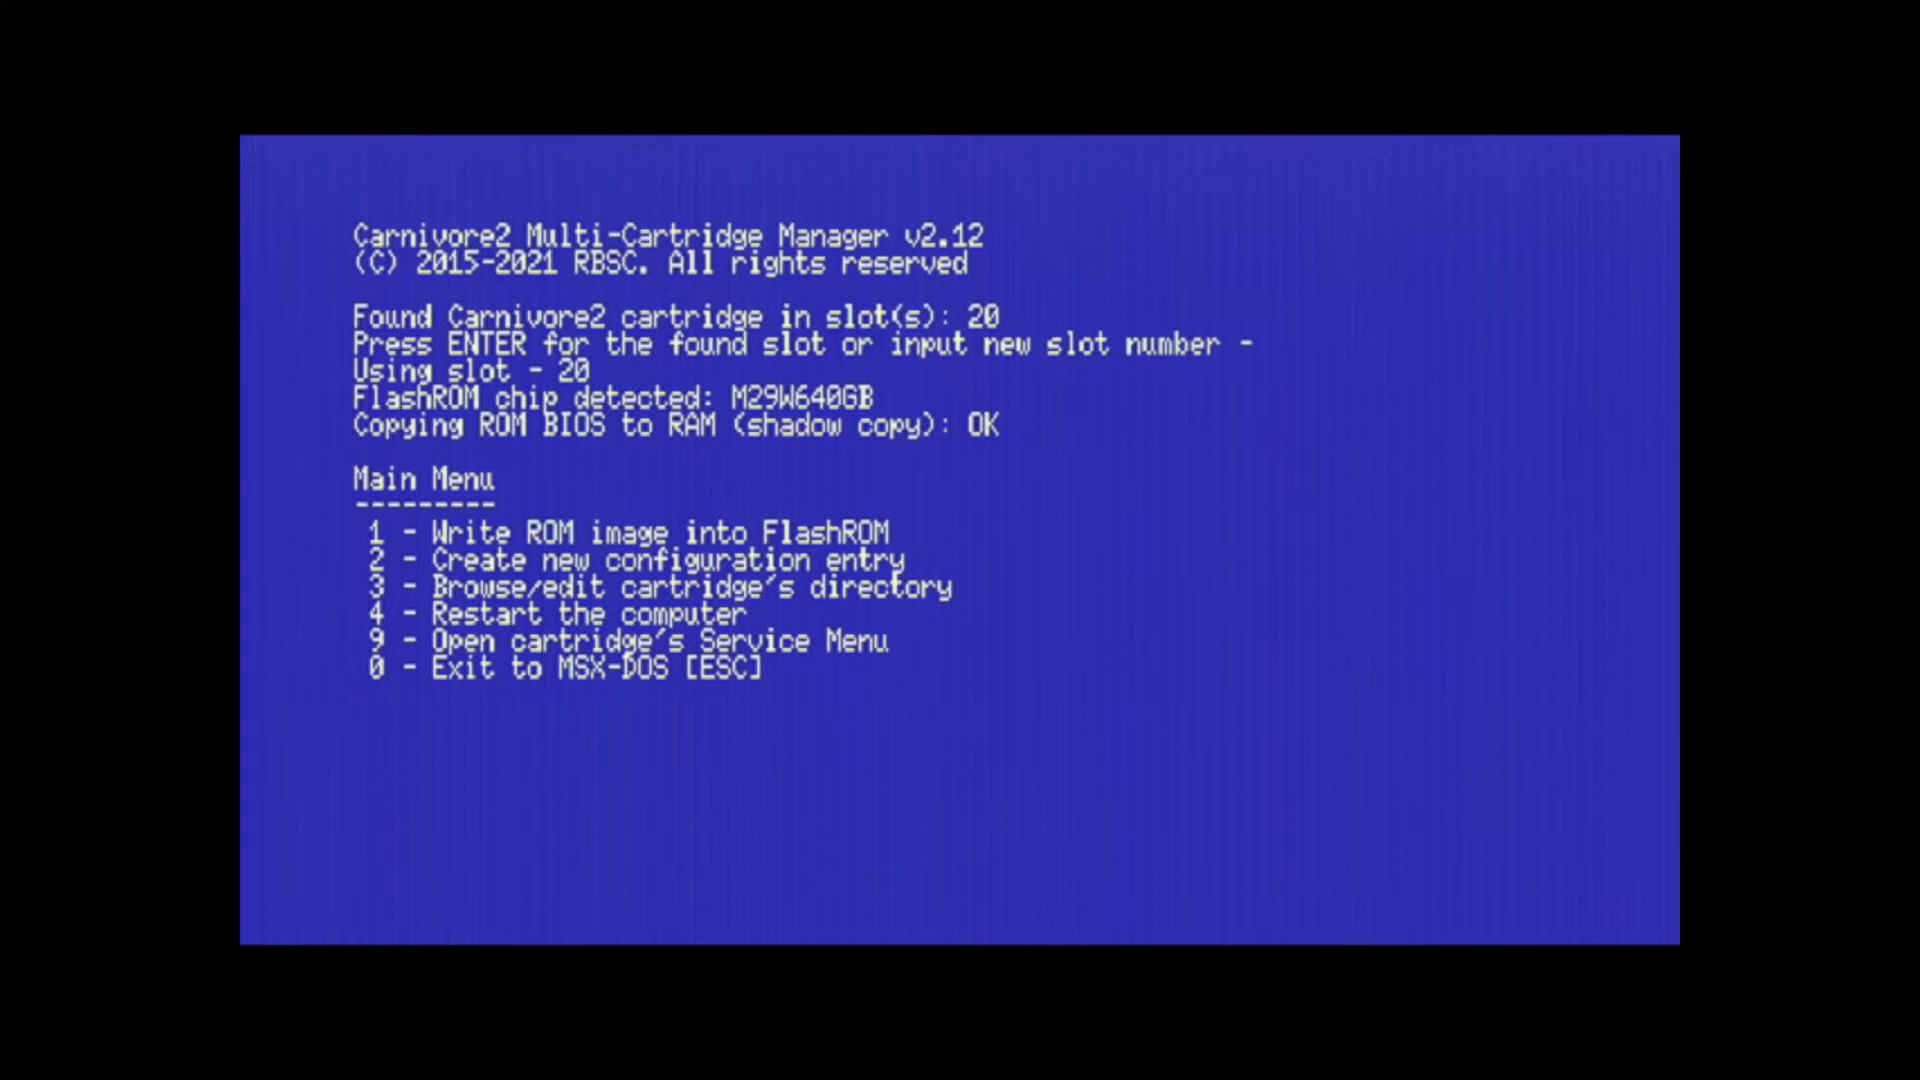 Carnivore2 Multi-Cartridge Manager v2.12
(C) 2015-2021 RBSC. All rights reserved
Found Carnivore2 cartridge in slot(s): 20
Press ENTER for the found slot or input new slot number -
Using slot - 20
FlashROM chip detected: M29W640GB
Copying ROM BIOS to RAM (shadow copy): OK
Main Menu
---------
1 - Write ROM image into FlashROM
2 - Create new configuration entry
3 - Browse/edit cartridge's directory
4 - Restart the computer
9 - Open cartridge's Service Menu
0 - Exit to MSX-DOS [ESC]